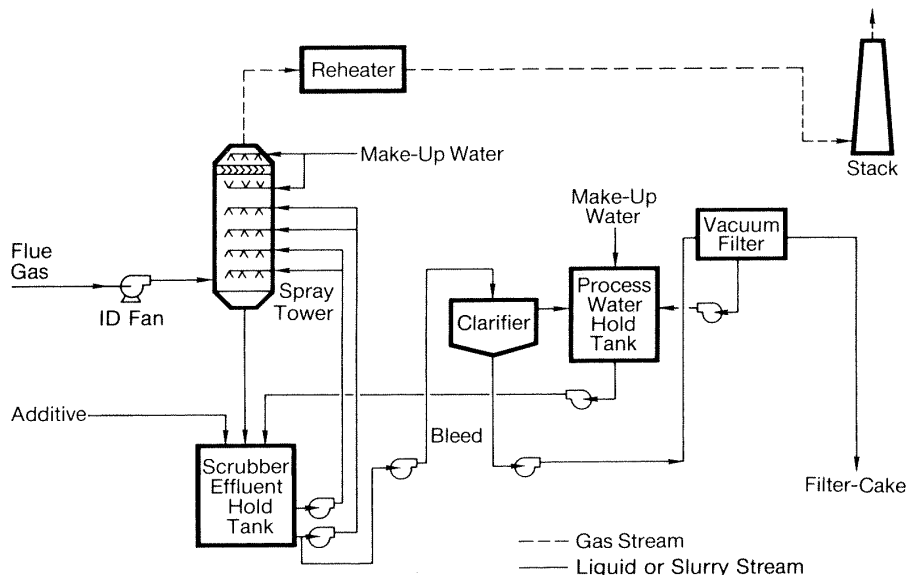 Reheater
Make-Up Water
Stack
Make-Up
Water
Vacuum
Filter
Flue
Gas
ID Fan
Spray
Tower
Clarifier
Process
Water
Hold
Tank
Additive
Bleed
Scrubber
Effluent
Hold
Tank
Filter-Cake
Gas Stream
Liquid or Slurry Stream